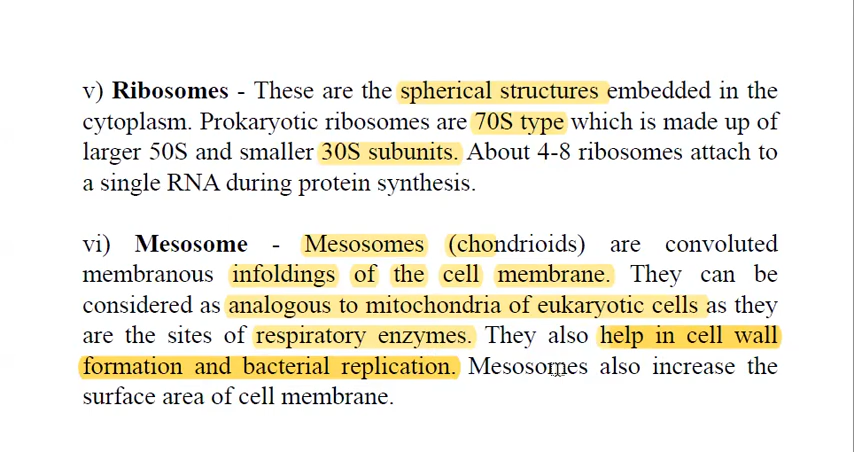 v) Ribosomes - These are the spherical structures embedded in the
cytoplasm. Prokaryotic ribosomes are 70S type which is made up of
larger 50S and smaller 30S subunits. About 4-8 ribosomes attach to
a single RNA during protein synthesis.
vi) Mesosome - Mesosomes (chondrioids) are convoluted
membranous infoldings of the cell membrane. They can be
considered as analogous to mitochondria of eukaryotic cells as they
are the sites of respiratory enzymes. They also help in cell wall
formation and bacterial replication. Mesosomes also increase the
surface area of cell membrane.